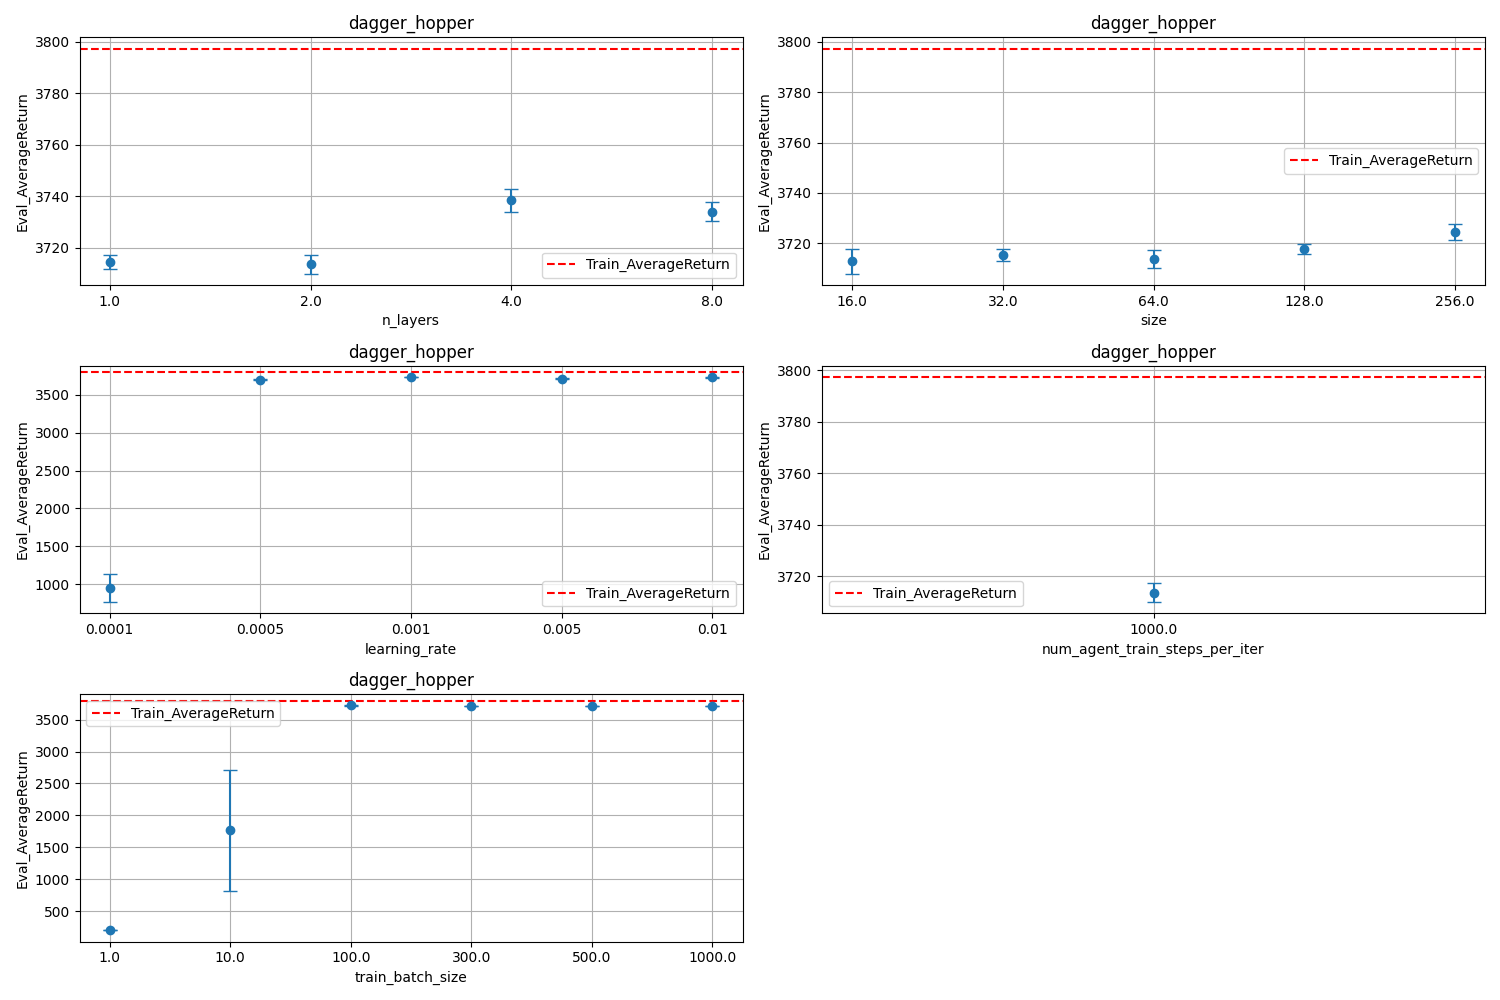 dagger_hopper
3800
3780
3760
3740
3720
Eval_AverageReturn
Train_AverageReturn
1.0 2.0 4.0 8.0
n_layers
dagger_hopper
3800
3780
3760
3740
3720
Eval_AverageReturn
Train_AverageReturn
16.0 32.0 64.0 128.0 256.0
size
dagger_hopper
3500
3000
2500
2000
1500
1000
Eval_AverageReturn
Train_AverageReturn
0.0001 0.0005 0.001 0.005 0.01
learning_rate
dagger_hopper
3800
3780
3760
3740
3720
Eval_AverageReturn
Train_AverageReturn
1000.0
num_agent_train_steps_per_iter
dagger_hopper
3500
3000
2500
2000
1500
1000
500
Eval_AverageReturn
Train_AverageReturn
1.0 10.0 100.0 300.0 500.0 1000.0
train_batch_size